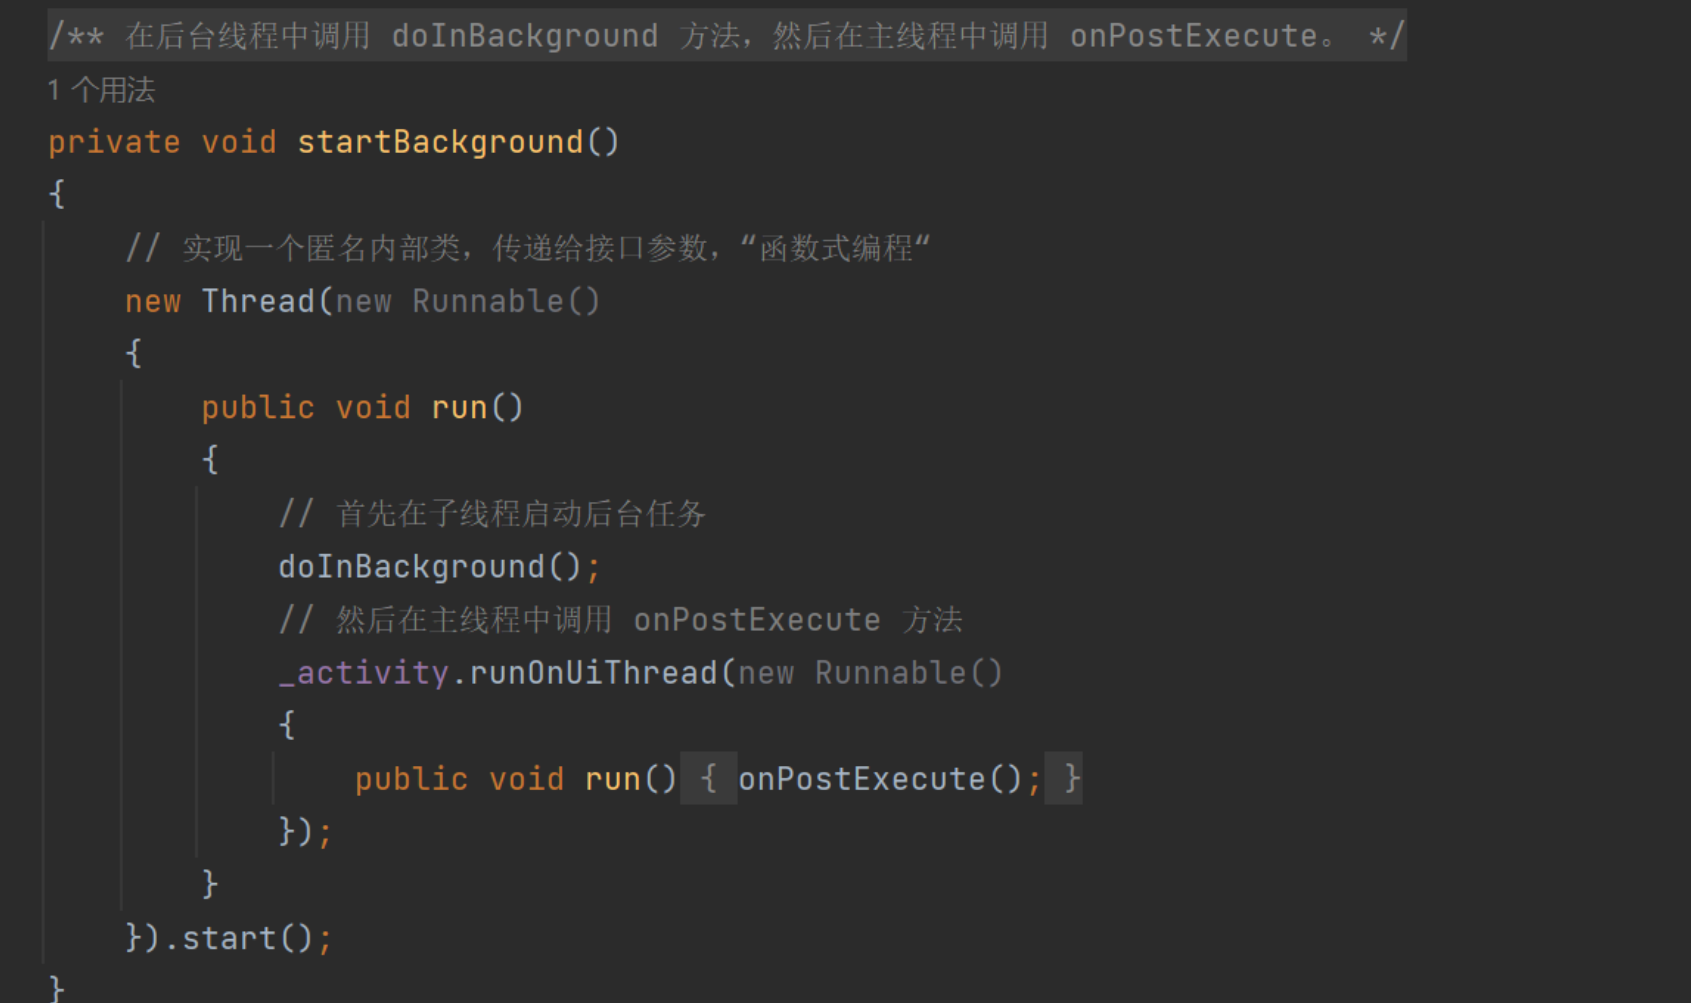 /** 在后台线程中调用 doInBackground 方法，然后在主线程中调用 onPostExecute。 */
1 个用法
private void startBackground()
{
// 实现一个匿名内部类，传递给接口参数，“函数式编程“
new Thread(new Runnable()
{
public void run()
{
// 首先在子线程启动后台任务
doInBackground();
// 然后在主线程中调用 onPostExecute 方法
_activity.runOnUiThread(new Runnable()
{
public void run() { onPostExecute(); }
});
}
}).start();
}